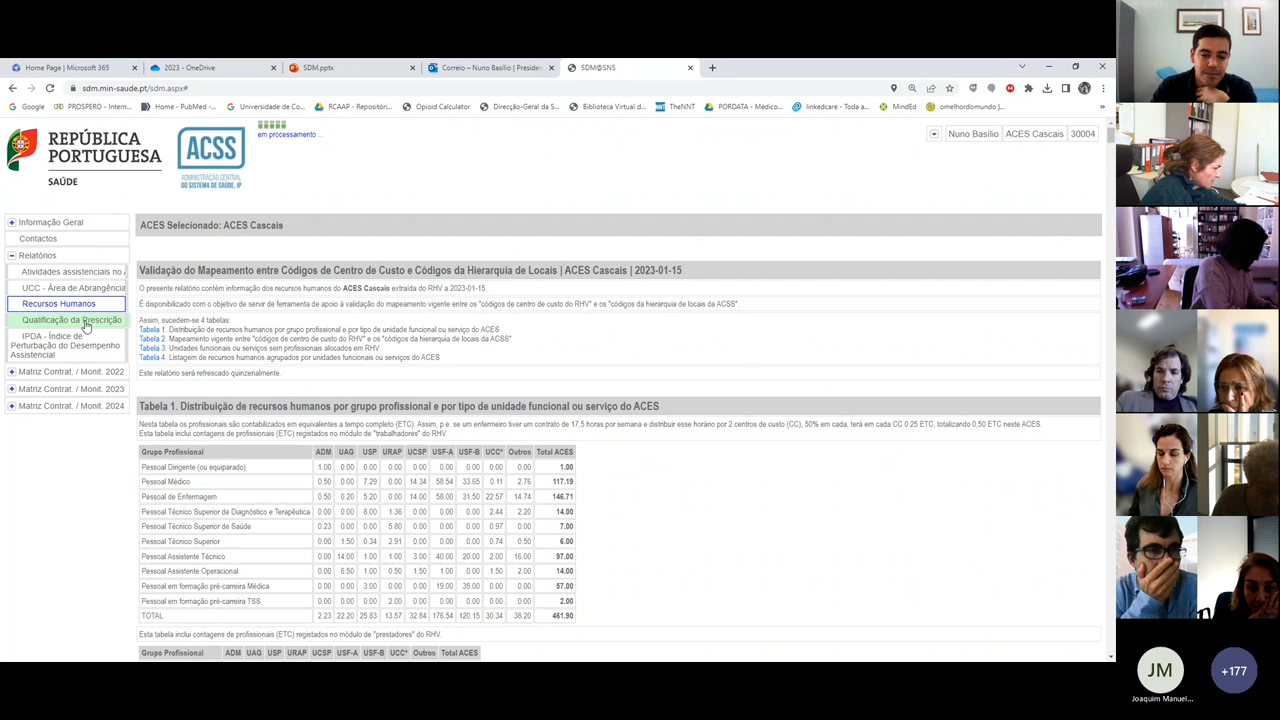 Home Page | Microsoft 365
2023 - OneDrive
SDM.pptx
Correio – Nuno Basílio | Presiden
SDM@SNS
sdm.min-saude.pt/sdm.aspx#
Google
PROSPERO - Intern...
Home - PubMed - ...
Universidade de Co...
RCAAP - Repositóri...
Opioid Calculator
Direcção-Geral da S...
Biblioteca Virtual d...
TheNNT
PORDATA - Médico...
linkedcare - Toda a...
MindEd
omelhordomundo j...
REPÚBLICA
PORTUGUESA
SAÚDE
ACSS
ADMINISTRAÇÃO CENTRAL
DO SISTEMA DE SAÚDE, IP
em processamento ...
Nuno Basílio
ACES Cascais
30004
Informação Geral
Contactos
Relatórios
Atividades assistenciais no
UCC - Área de Abrangência
Recursos Humanos
Qualificação da Prescrição
IPDA - Índice de
Perturbação do Desempenho
Assistencial
Matriz Contrat. / Monit. 2022
Matriz Contrat. / Monit. 2023
Matriz Contrat. / Monit. 2024
ACES Selecionado: ACES Cascais
Validação do Mapeamento entre Códigos de Centro de Custo e Códigos da Hierarquia de Locais | ACES Cascais | 2023-01-15
O presente relatório contém informação dos recursos humanos do ACES Cascais extraída do RHV a 2023-01-15.
É disponibilizado com o objetivo de servir de ferramenta de apoio à validação do mapeamento vigente entre os "códigos de centro de custo do RHV" e os "códigos da hierarquia de locais da ACSS".
Assim, sucedem-se 4 tabelas:
Tabela 1. Distribuição de recursos humanos por grupo profissional e por tipo de unidade funcional ou serviço do ACES
Tabela 2. Mapeamento vigente entre "códigos de centro de custo do RHV" e os "códigos da hierarquia de locais da ACSS"
Tabela 3. Unidades funcionais ou serviços sem profissionais alocados em RHV
Tabela 4. Listagem de recursos humanos agrupados por unidades funcionais ou serviços do ACES
Este relatório será refrescado quinzenalmente.
Tabela 1. Distribuição de recursos humanos por grupo profissional e por tipo de unidade funcional ou serviço do ACES
Nesta tabela os profissionais são contabilizados em equivalentes a tempo completo (ETC). Assim, p.e. se um enfermeiro tiver um contrato de 17,5 horas por semana e distribuir esse horário por 2 centros de custo (CC), 50% em cada, terá em cada CC 0.25 ETC, totalizando 0,50 ETC neste ACES.
Esta tabela inclui contagens de profissionais (ETC) registados no módulo de "trabalhadores" do RHV.
Grupo Profissional ADM UAG USP URAP UCSP USF-A USF-B UCC* Outros Total ACES
Pessoal Dirigente (ou equiparado) 1.00 0.00 0.00 0.00 0.00 0.00 0.00 0.00 0.00 1.00
Pessoal Médico 0.50 0.00 7.29 0.00 14.34 58.54 33.65 0.11 2.76 117.19
Pessoal de Enfermagem 0.50 0.20 5.20 0.00 14.00 58.00 31.50 22.57 14.74 146.71
Pessoal Técnico Superior de Diagnóstico e Terapêutica 0.00 0.00 8.00 1.36 0.00 0.00 0.00 2.44 2.20 14.00
Pessoal Técnico Superior de Saúde 0.23 0.00 0.00 5.80 0.00 0.00 0.00 0.97 0.00 7.00
Pessoal Técnico Superior 0.00 1.50 0.34 2.91 0.00 0.00 0.00 0.74 0.50 6.00
Pessoal Assistente Técnico 0.00 14.00 1.00 1.00 3.00 40.00 20.00 2.00 16.00 97.00
Pessoal Assistente Operacional 0.00 6.50 1.00 0.50 1.50 1.00 0.00 1.50 2.00 14.00
Pessoal em formação pré-carreira Médica 0.00 0.00 3.00 0.00 0.00 19.00 35.00 0.00 0.00 57.00
Pessoal em formação pré-carreira TSS 0.00 0.00 0.00 2.00 0.00 0.00 0.00 0.00 0.00 2.00
TOTAL 2.23 22.20 25.83 13.57 32.84 176.54 120.15 30.34 38.20 461.90
Esta tabela inclui contagens de profissionais (ETC) registados no módulo de "prestadores" do RHV.
Grupo Profissional ADM UAG USP URAP UCSP USF-A USF-B UCC* Outros Total ACES
JM
Joaquim Manuel...
+177